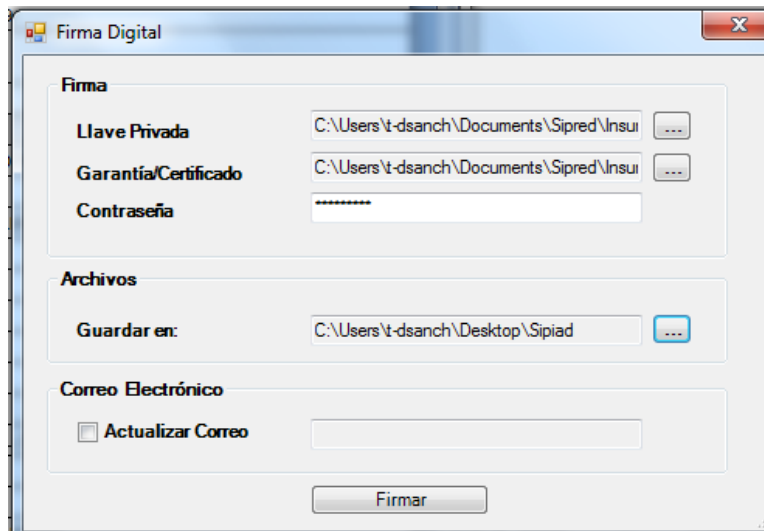 Firma Digital
Firma
Llave Privada C:\Users\t-dsanch\Documents\Sipred\Insur ...
Garantía/Certificado C:\Users\t-dsanch\Documents\Sipred\Insur ...
Contraseña *********
Archivos
Guardar en: C:\Users\t-dsanch\Desktop\Sipiad ...
Correo Electrónico
Actualizar Correo
Firmar